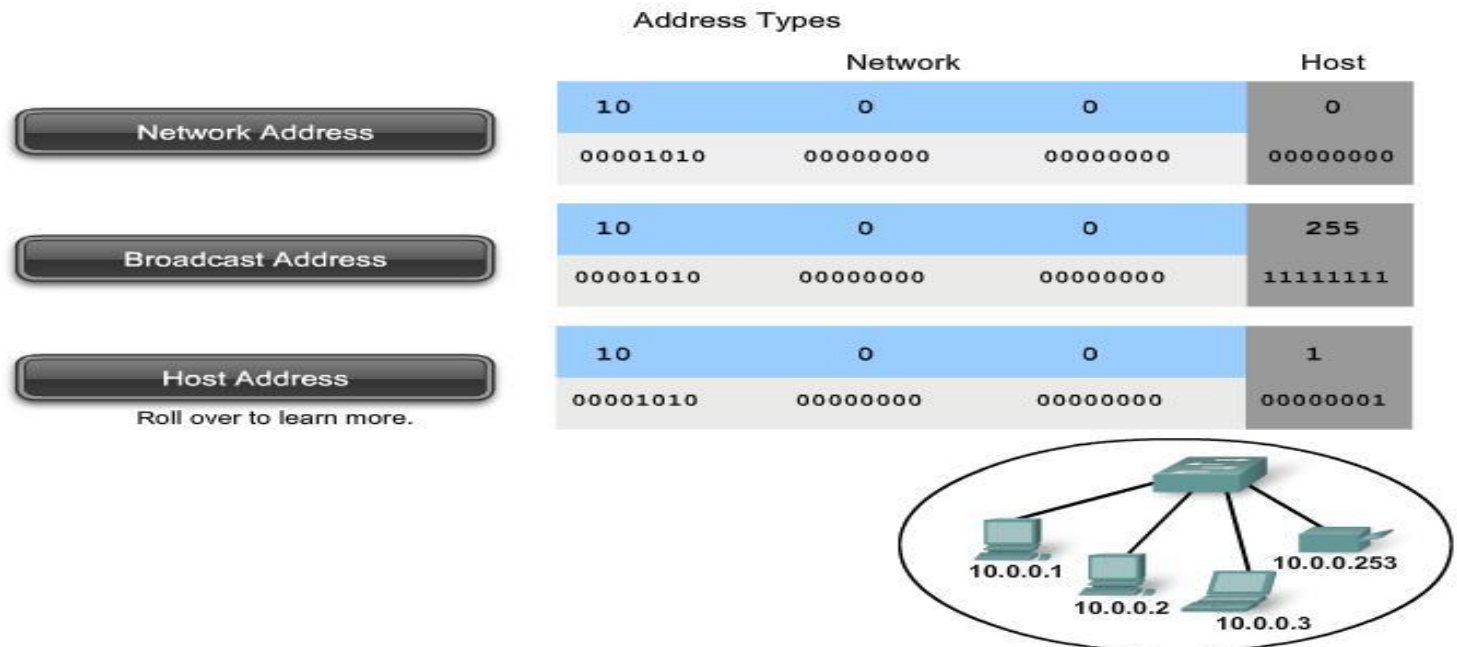 Address Types
Network Host
Network Address
10 0 0 0
00001010 00000000 00000000 00000000
Broadcast Address
10 0 0 255
00001010 00000000 00000000 11111111
Host Address
Roll over to learn more.
10 0 0 1
00001010 00000000 00000000 00000001
10.0.0.1
10.0.0.2
10.0.0.3
10.0.0.253